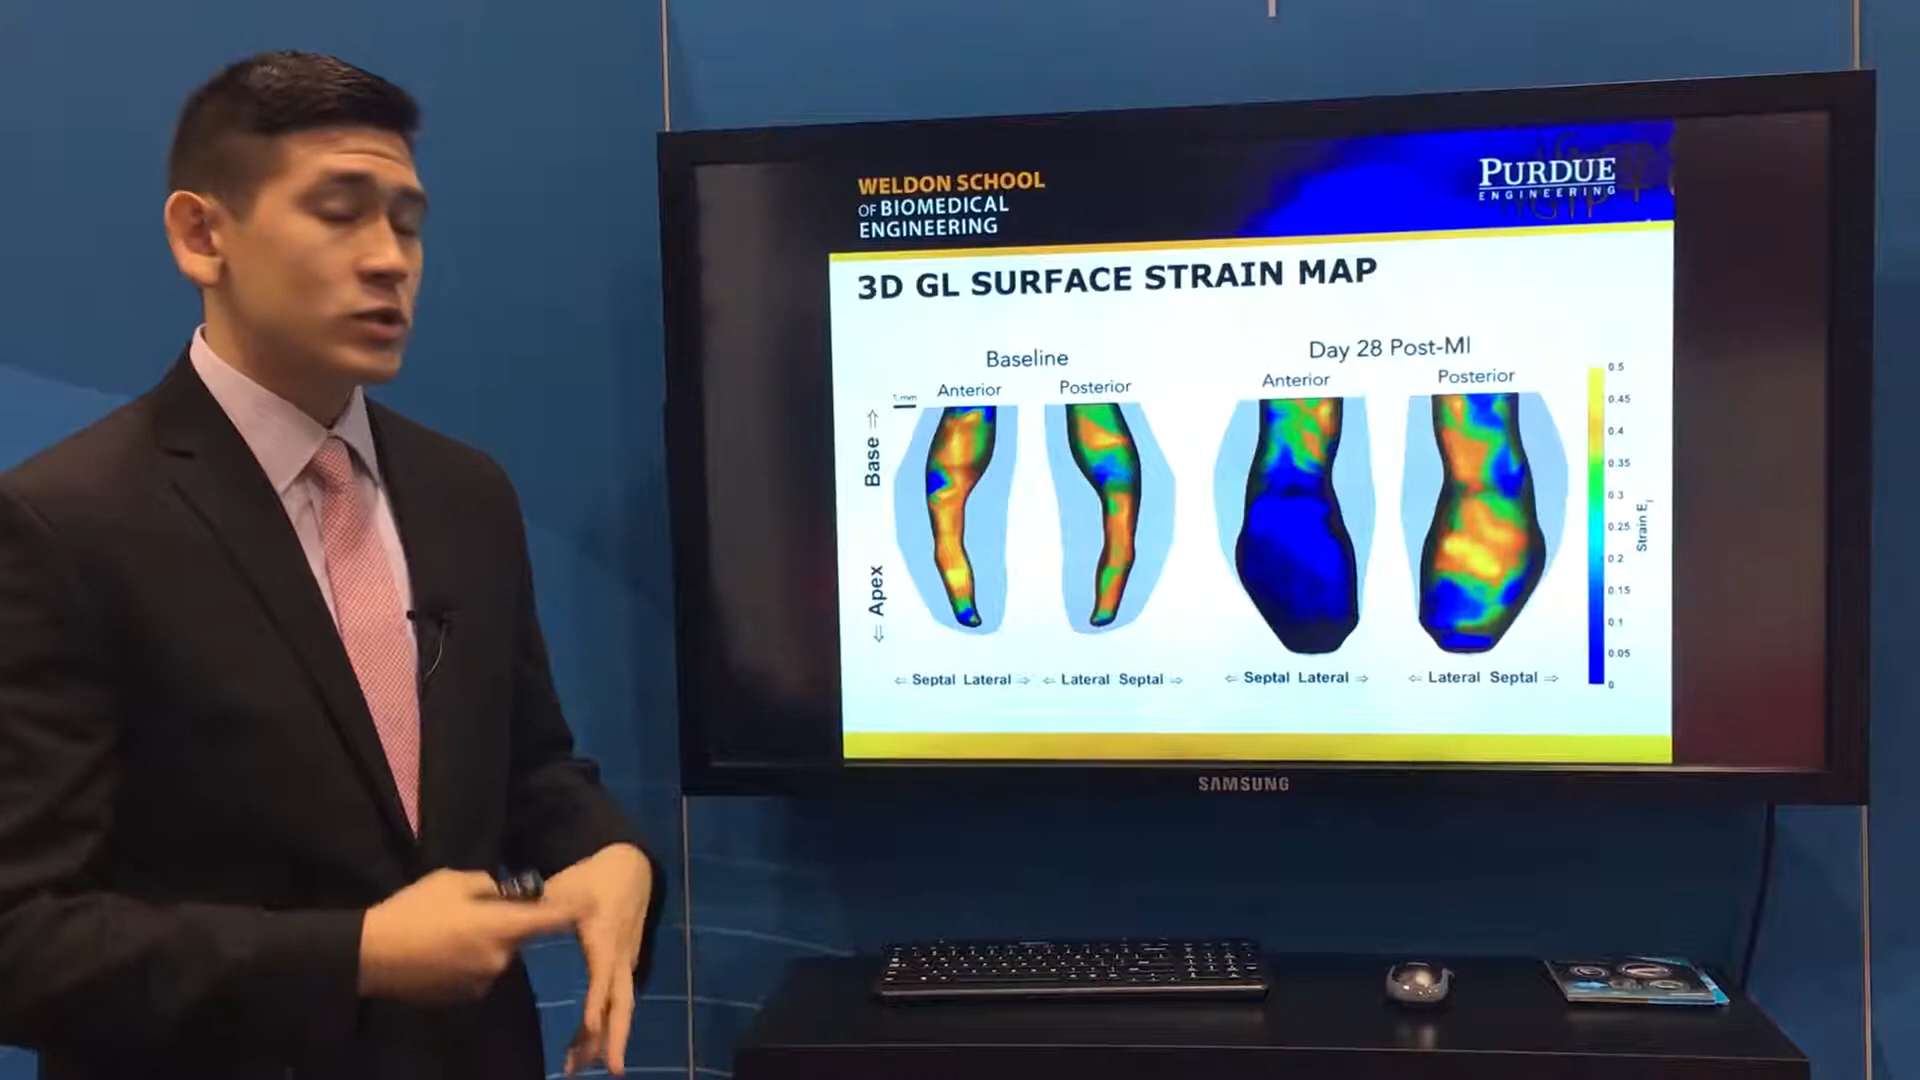 WELDON SCHOOL
OF BIOMEDICAL
ENGINEERING
PURDUE
ENGINEERING
3D GL SURFACE STRAIN MAP
Baseline
Day 28 Post-MI
Anterior
Posterior
Anterior
Posterior
1 mm
⇐ Apex Base ⇒
⇐ Septal Lateral ⇒
⇐ Lateral Septal ⇒
⇐ Septal Lateral ⇒
⇐ Lateral Septal ⇒
0.5
0.45
0.4
0.35
0.3
0.25
0.2
0.15
0.1
0.05
0
Strain E
SAMSUNG